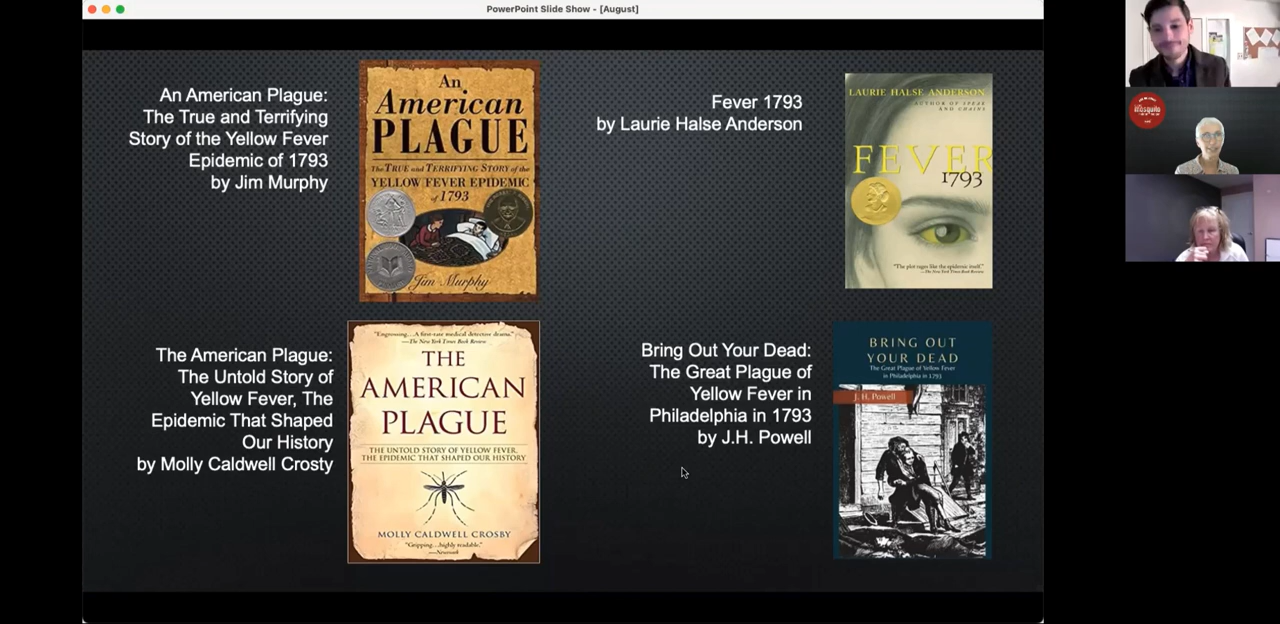 PowerPoint Slide Show - [August]
An American Plague:
The True and Terrifying
Story of the Yellow Fever
Epidemic of 1793
by Jim Murphy
An
American
PLAGUE
The TRUE and TERRIFYING STORY of the
YELLOW FEVER EPIDEMIC
of 1793
Jim Murphy
Fever 1793
by Laurie Halse Anderson
LAURIE HALSE ANDERSON
AUTHOR OF SPEAK
AND CHAINS
FEVER
1793
"The plot rages like the epidemic itself."
—The New York Times Book Review
The American Plague:
The Untold Story of
Yellow Fever, The
Epidemic That Shaped
Our History
by Molly Caldwell Crosty
"Engrossing...A first-rate medical detective drama."
—The New York Times Book Review
THE
AMERICAN
PLAGUE
THE UNTOLD STORY OF YELLOW FEVER,
THE EPIDEMIC THAT SHAPED OUR HISTORY
MOLLY CALDWELL CROSBY
"Gripping...highly readable."
—Newsweek
Bring Out Your Dead:
The Great Plague of
Yellow Fever in
Philadelphia in 1793
by J.H. Powell
BRING OUT
YOUR DEAD
The Great Plague of Yellow Fever
in Philadelphia in 1793
J. H. Powell
mosquito